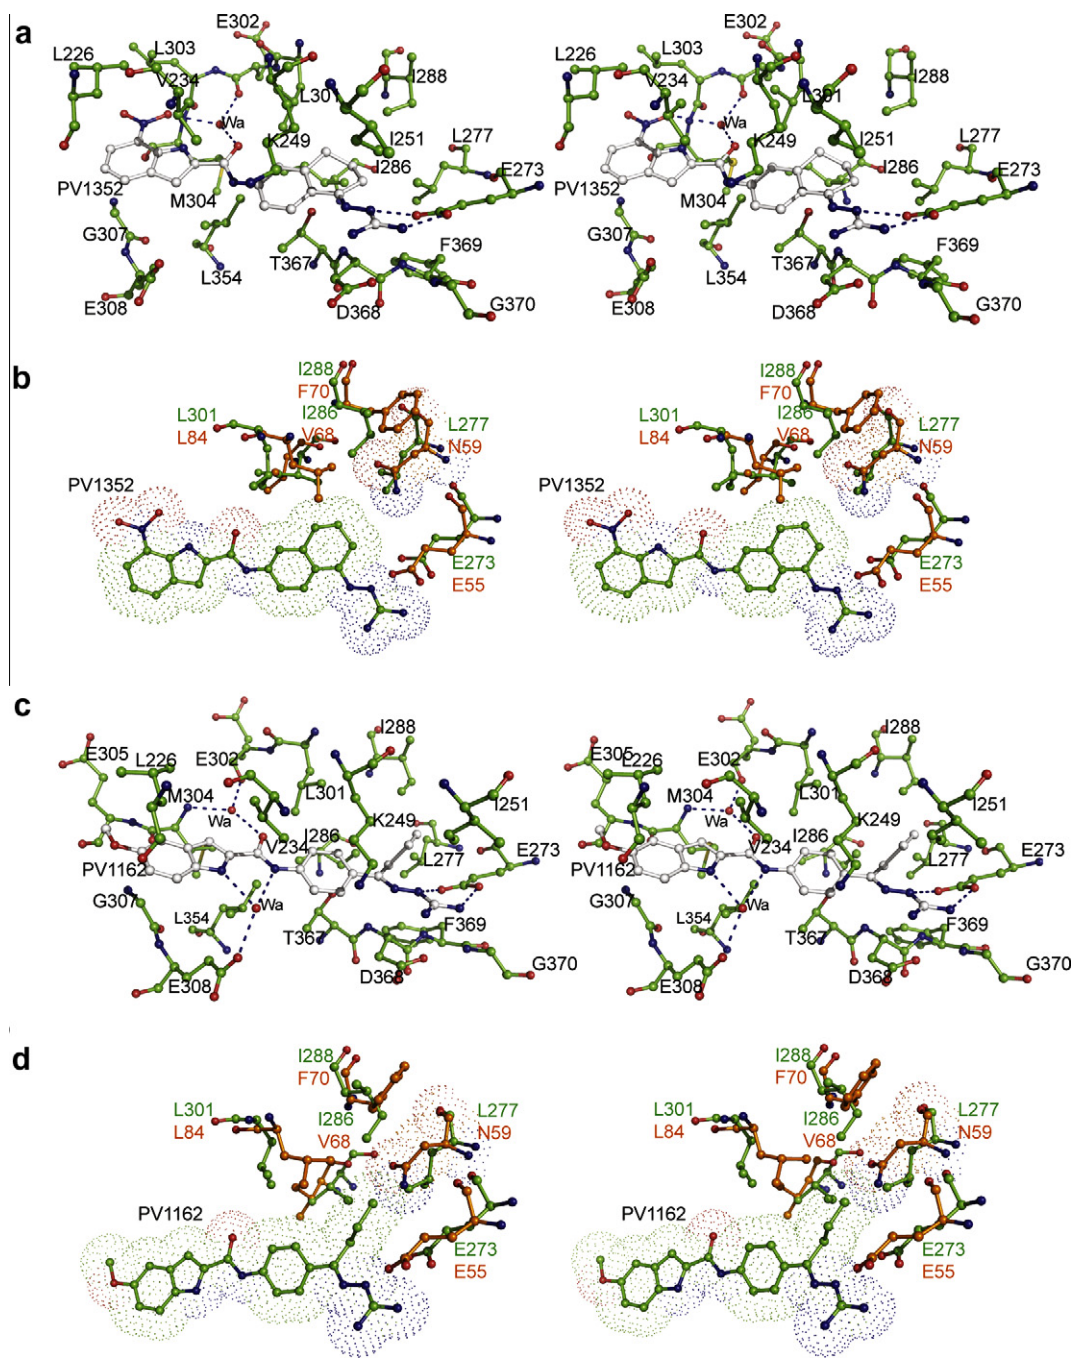 a
E302 E302
L303 L303
L226 L226
V234 V234
I288 I288
L301 L301
Wa Wa
K249 K249
I251 I251
L277 L277
I286 I286
E273 E273
PV1352 PV1352
M304 M304
G307 G307
F369 F369
L354 T367 L354 T367
E308 D368 G370 E308 D368 G370
b
I288 I288
F70 F70
L301 I286 L277 L301 I286 L277
L84 V68 N59 L84 V68 N59
PV1352 PV1352
E273 E273
E55 E55
c
I288 I288
E305 L226 E302 E305 L226 E302
M304 L301 M304 L301
I251 I251
Wa K249 Wa K249
V234 I286 V234 I286
L277 E273 L277 E273
PV1162 PV1162
G307 L354 Wa G307 L354 Wa
T367 F369 T367 F369
E308 D368 G370 E308 D368 G370
d
I288 I288
F70 F70
L301 I286 L277 L301 I286 L277
L84 V68 N59 L84 V68 N59
PV1162 PV1162
E273 E273
E55 E55